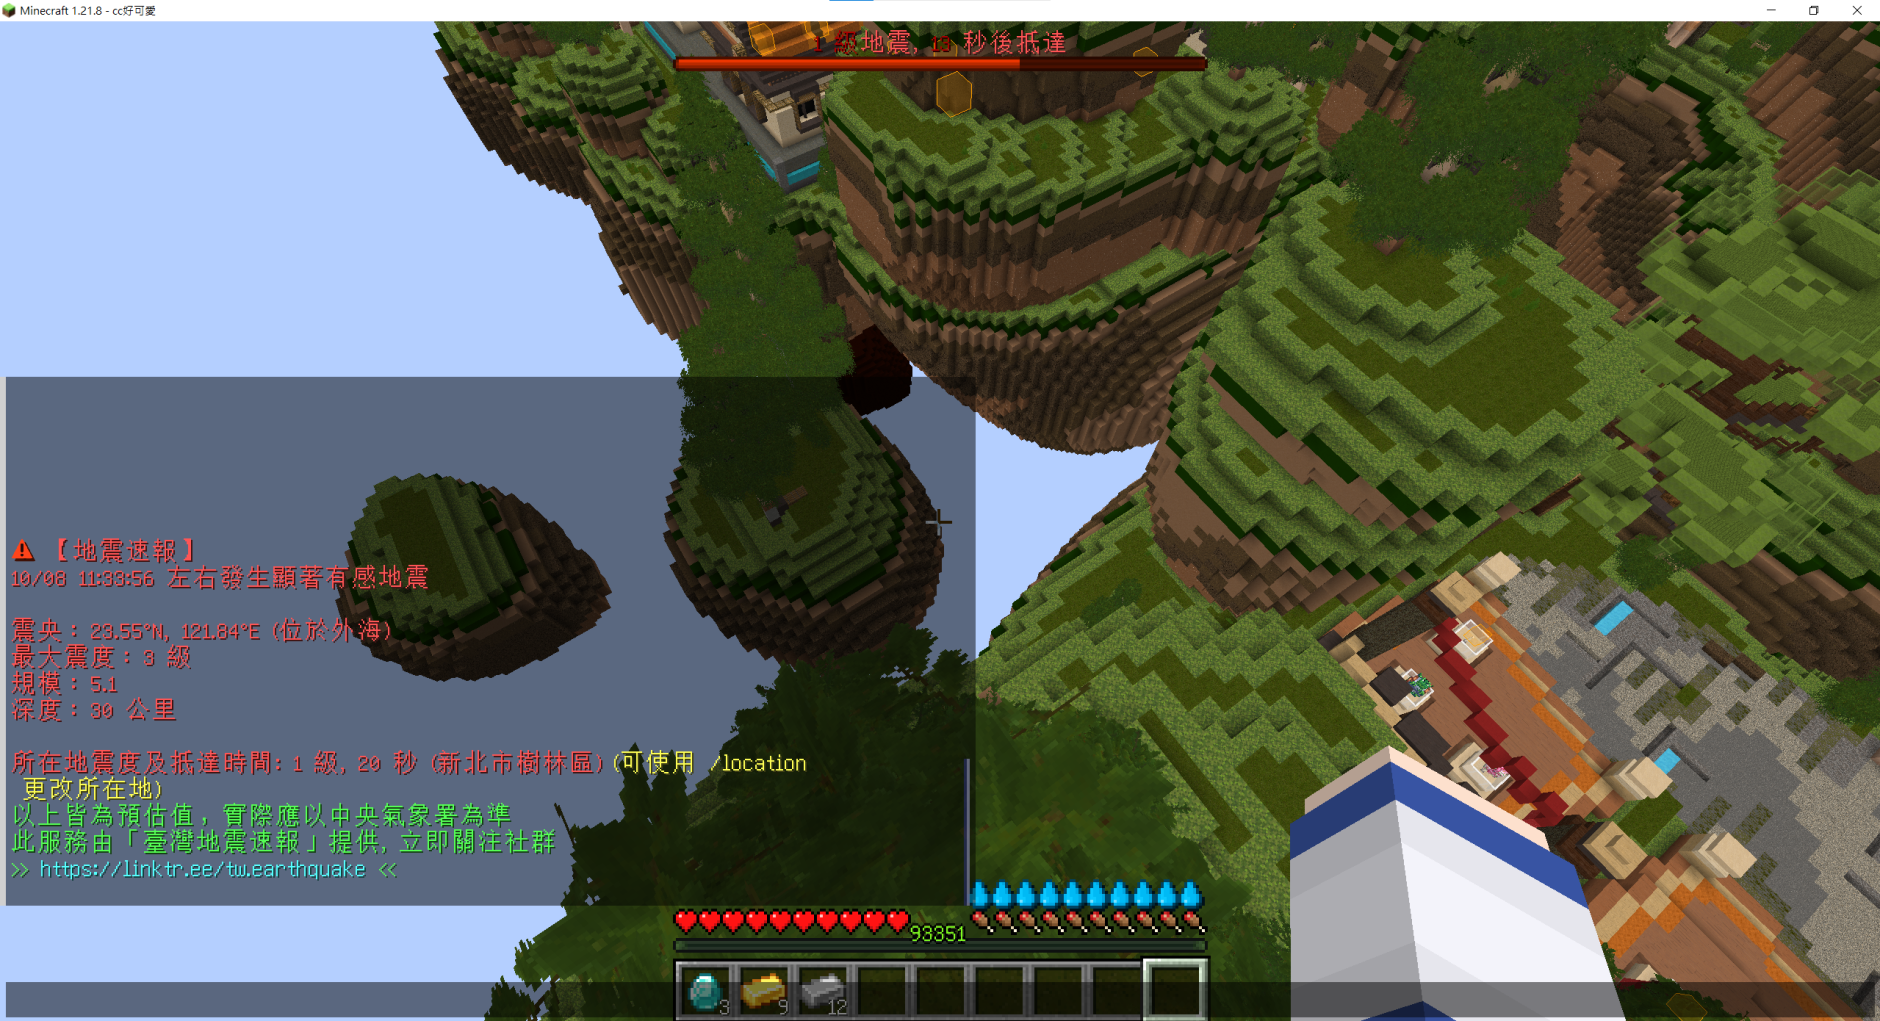 Minecraft 1.21.8 - cc好可愛
1 級地震, 13 秒後抵達
【地震速報】
10/08 11:33:56 左右發生顯著有感地震
震央：23.55°N, 121.84°E (位於外海)
最大震度：3 級
規模：5.1
深度：30 公里
所在地震度及抵達時間: 1 級, 20 秒 (新北市樹林區) (可使用 /location
更改所在地)
以上皆為預估值，實際應以中央氣象署為準
此服務由「臺灣地震速報」提供, 立即關注社群
>> https://linktr.ee/tw.earthquake <<
93351
3 9 12